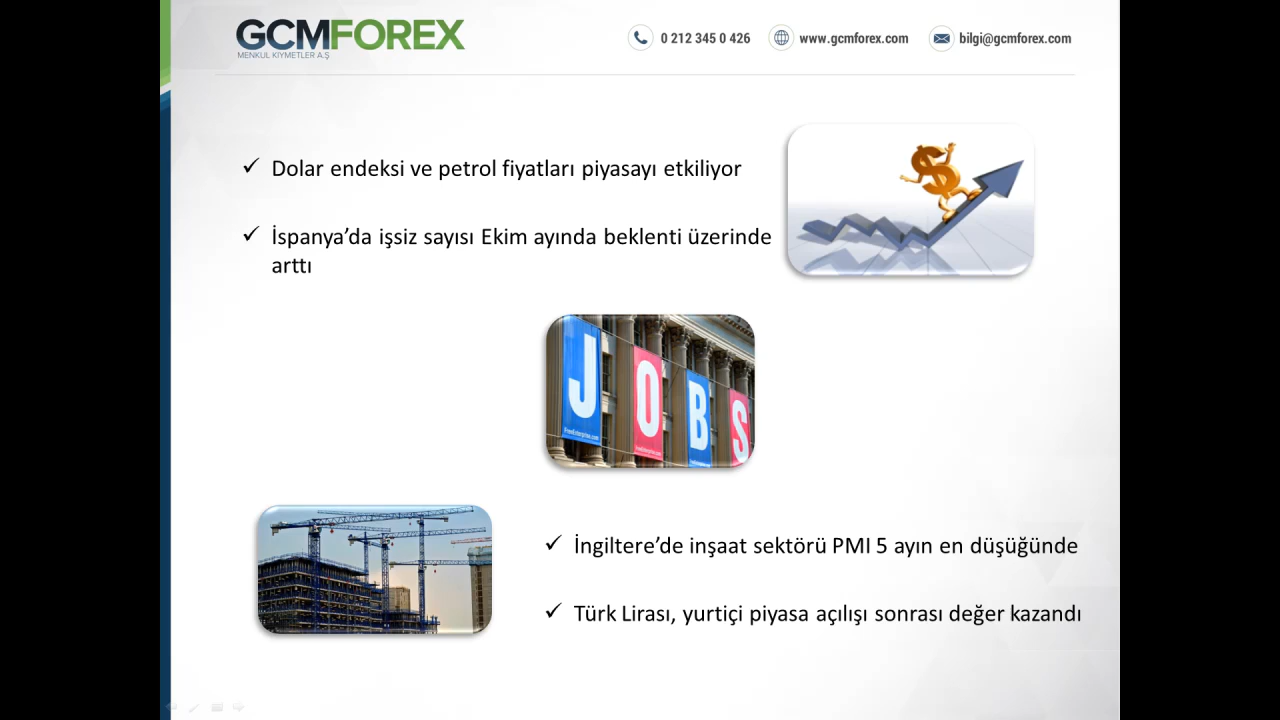 GCMFOREX
MENKUL KIYMETLER A.Ş
0 212 345 0 426
www.gcmforex.com
bilgi@gcmforex.com
✓ Dolar endeksi ve petrol fiyatları piyasayı etkiliyor
✓ İspanya’da işsiz sayısı Ekim ayında beklenti üzerinde
arttı
$
JOBS
FreeEnterprise.com
✓ İngiltere’de inşaat sektörü PMI 5 ayın en düşüğünde
✓ Türk Lirası, yurtiçi piyasa açılışı sonrası değer kazandı